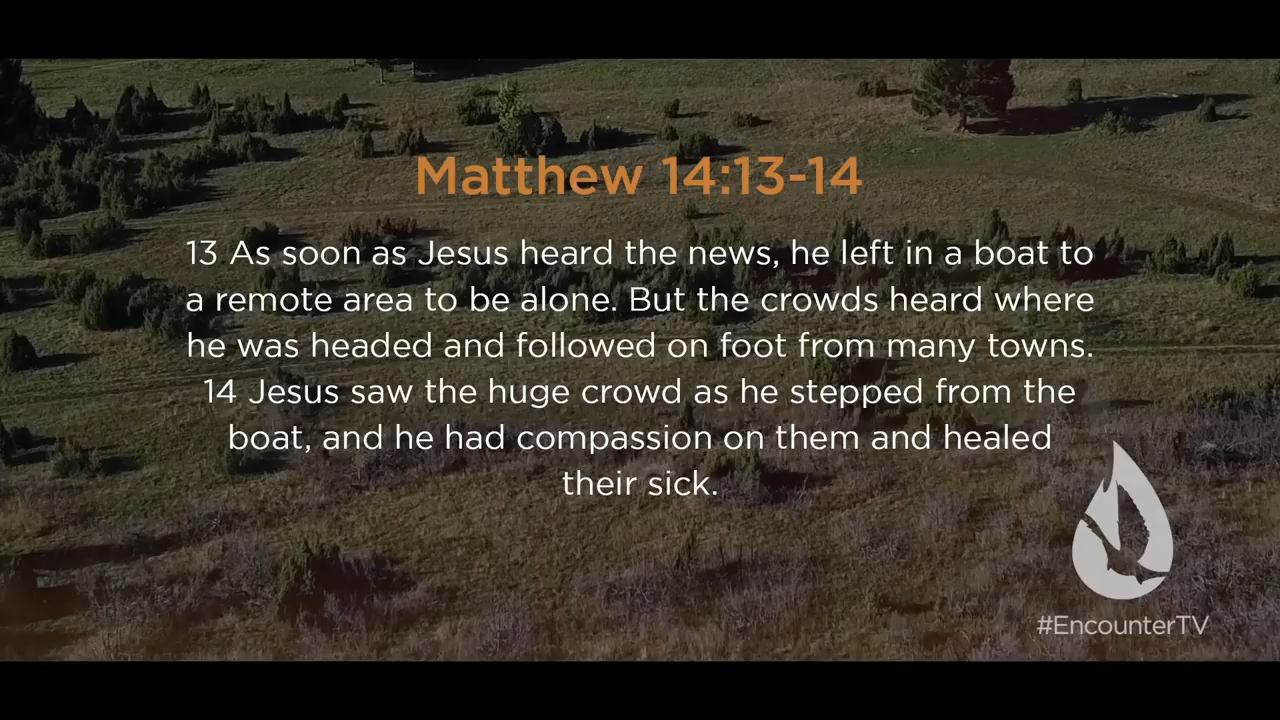 Matthew 14:13-14
13 As soon as Jesus heard the news, he left in a boat to
a remote area to be alone. But the crowds heard where
he was headed and followed on foot from many towns.
14 Jesus saw the huge crowd as he stepped from the
boat, and he had compassion on them and healed
their sick.
#EncounterTV